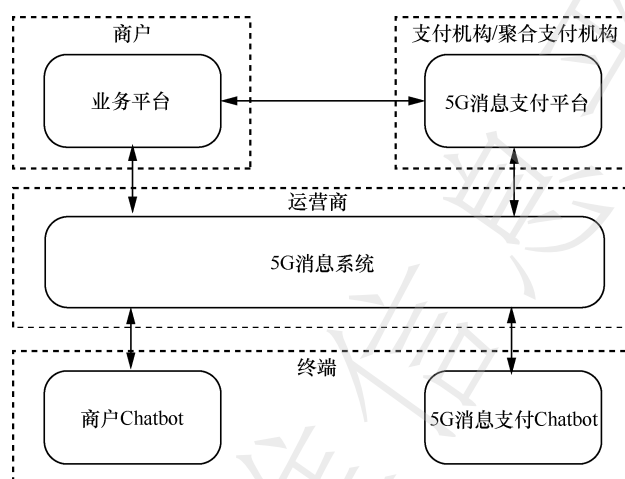 商户
支付机构/聚合支付机构
业务平台
5G消息支付平台
运营商
5G消息系统
终端
商户Chatbot
5G消息支付Chatbot